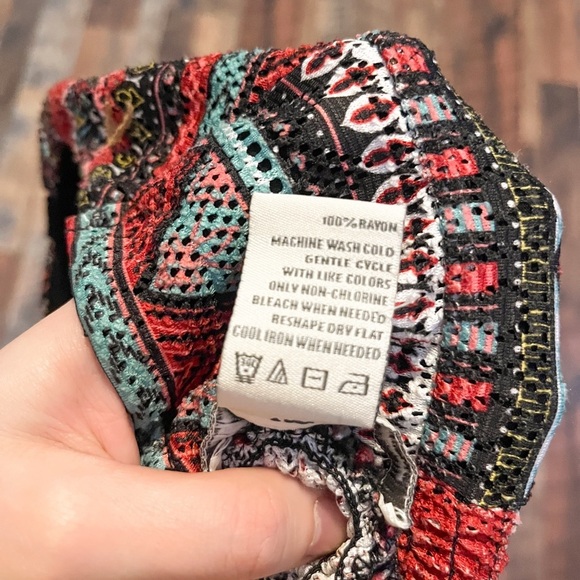 100% RAYON
MACHINE WASH COLD
GENTLE CYCLE
WITH LIKE COLORS
ONLY NON-CHLORINE
BLEACH WHEN NEEDED
RESHAPE DRY FLAT
COOL IRON WHEN NEEDED